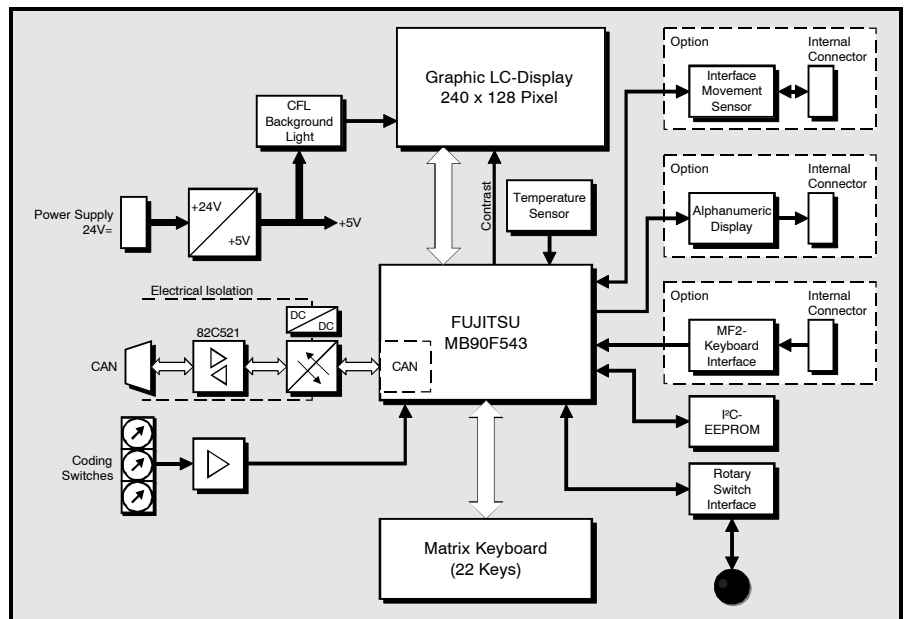 Graphic LC-Display
240 x 128 Pixel
CFL
Background
Light
Power Supply
24V=
+24V
+5V
+5V
Contrast
Temperature
Sensor
Option
Internal
Connector
Interface
Movement
Sensor
Option
Internal
Connector
Alphanumeric
Display
Option
Internal
Connector
MF2-
Keyboard
Interface
Electrical Isolation
DC
DC
82C521
CAN
CAN
FUJITSU
MB90F543
I²C-
EEPROM
Coding
Switches
Rotary
Switch
Interface
Matrix Keyboard
(22 Keys)